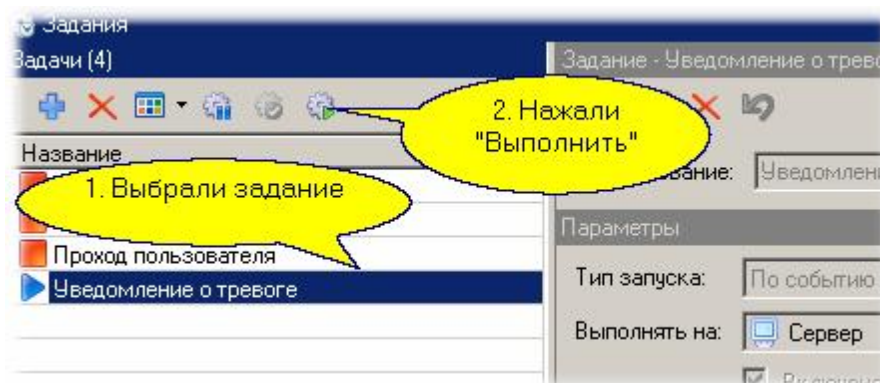 Задания
Задачи (4)
Задание - Уведомление о трево
2. Нажали
"Выполнить"
Название
1. Выбрали задание
Уведомлен
Параметры
Проход пользователя
Уведомление о тревоге
Тип запуска:
По событию
Выполнять на:
Сервер